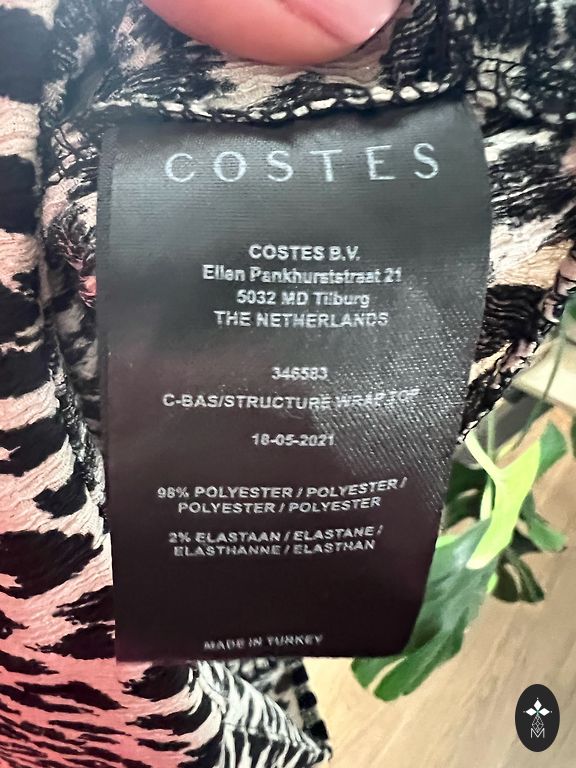 COSTES
COSTES B.V.
Ellen Pankhurststraat 21
5032 MD Tilburg
THE NETHERLANDS
346583
C-BAS/STRUCTURE WRAP TOP
18-05-2021
98% POLYESTER / POLYESTER /
POLYESTER / POLYESTER
2% ELASTAAN / ELASTANE /
ELASTHANNE / ELASTHAN
MADE IN TURKEY
M